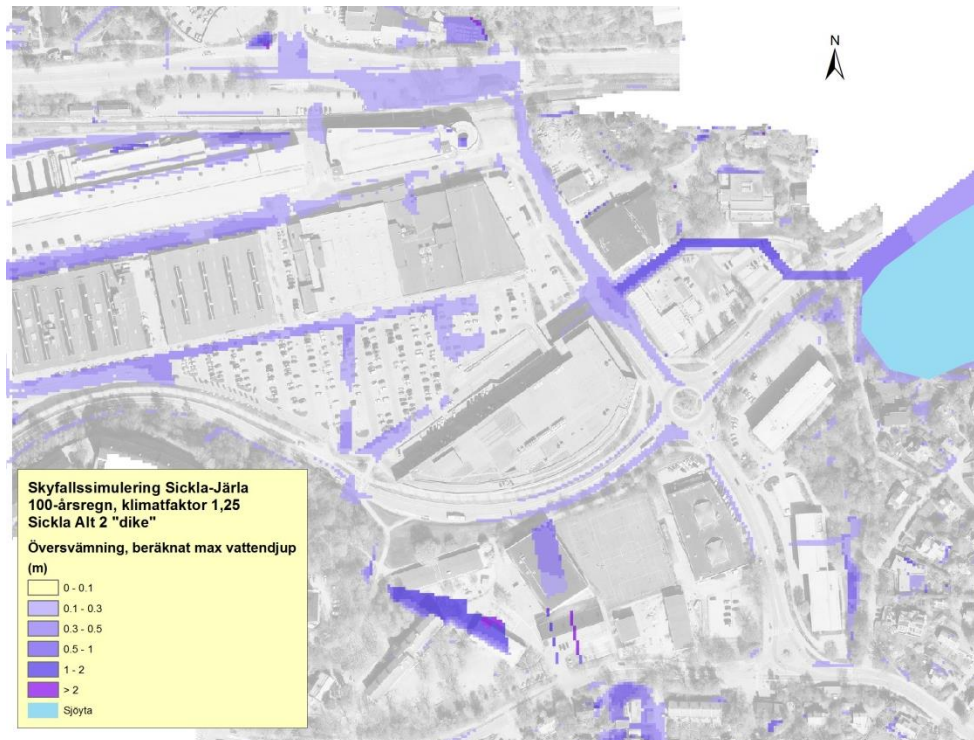 N
Skyfallssimulering Sickla-Järla
100-årsregn, klimatfaktor 1,25
Sickla Alt 2 "dike"
Översvämning, beräknat max vattendjup
(m)
0 - 0.1
0.1 - 0.3
0.3 - 0.5
0.5 - 1
1 - 2
> 2
Sjöyta